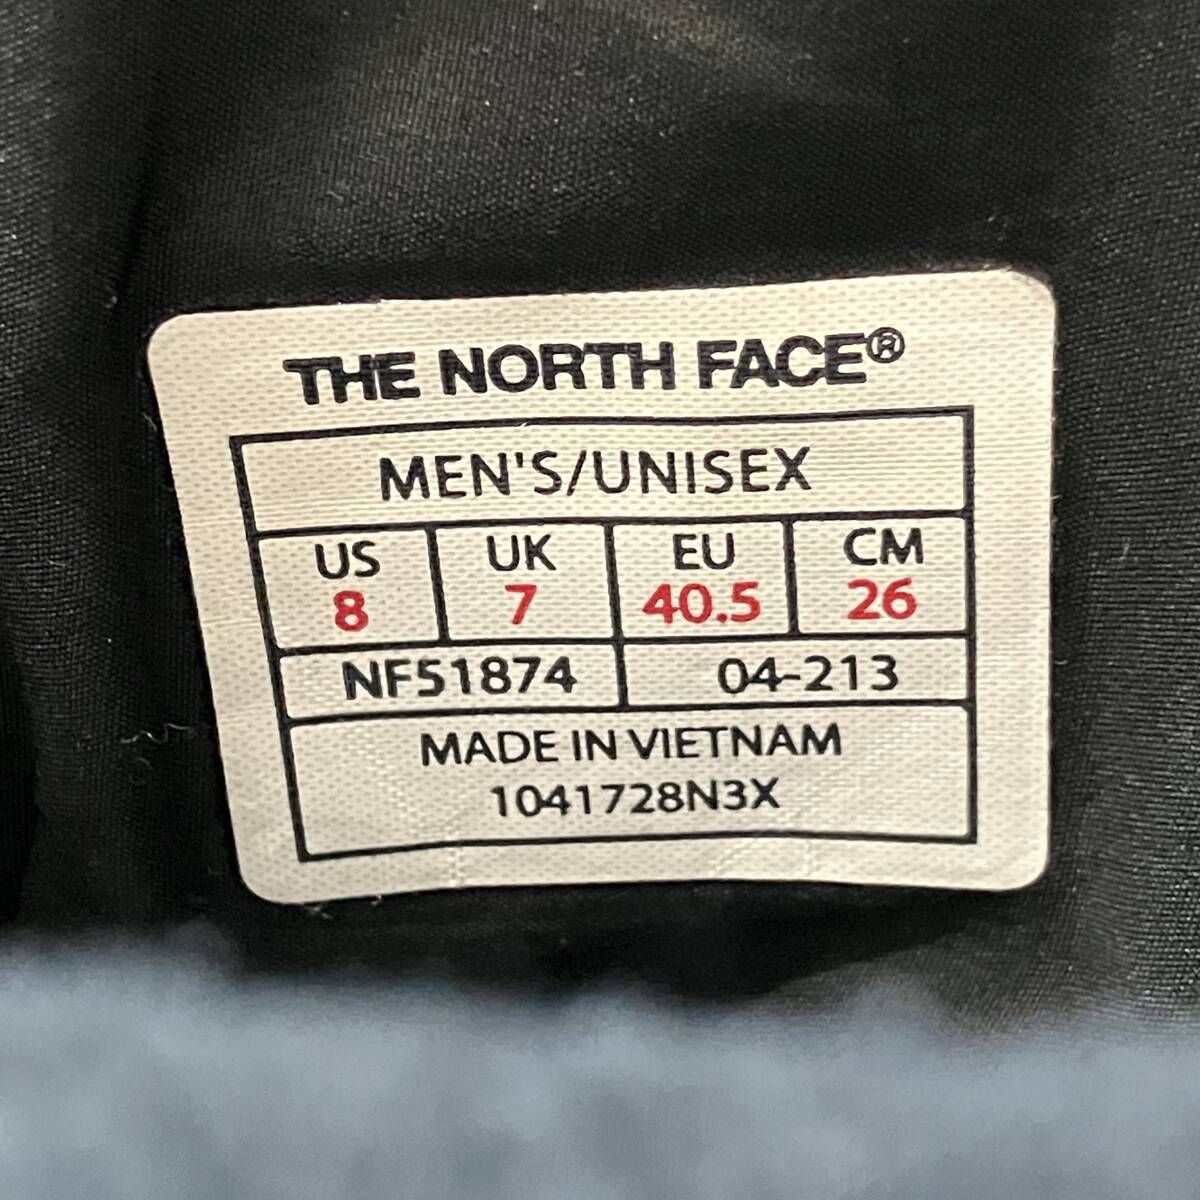 THE NORTH FACE®
MEN'S/UNISEX
US UK EU CM
8 7 40.5 26
NF51874 04-213
MADE IN VIETNAM
1041728N3X